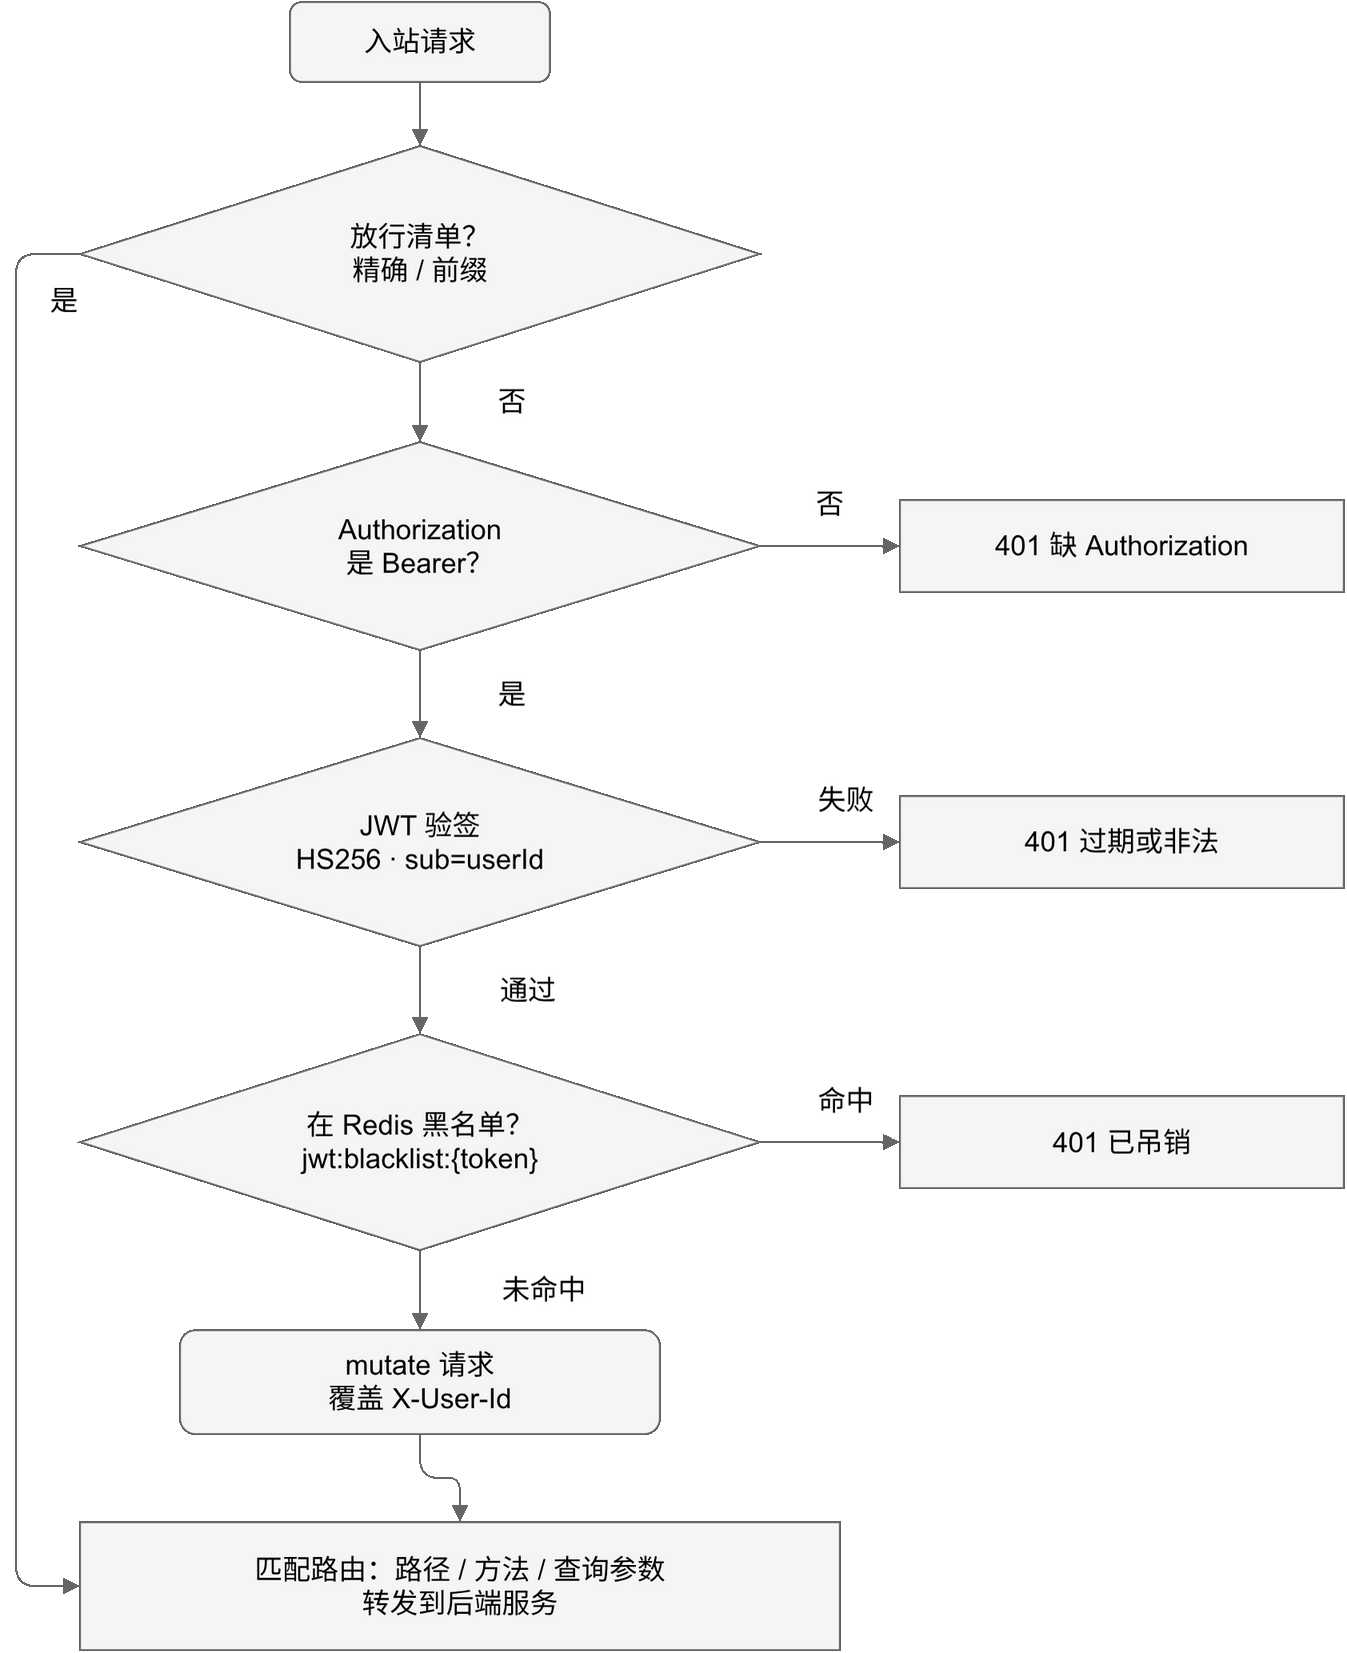 入站请求
放行清单？
精确 / 前缀
是
否
Authorization
是 Bearer？
否
401 缺 Authorization
是
JWT 验签
HS256 · sub=userId
失败
401 过期或非法
通过
在 Redis 黑名单？
jwt:blacklist:{token}
命中
401 已吊销
未命中
mutate 请求
覆盖 X-User-Id
匹配路由：路径 / 方法 / 查询参数
转发到后端服务